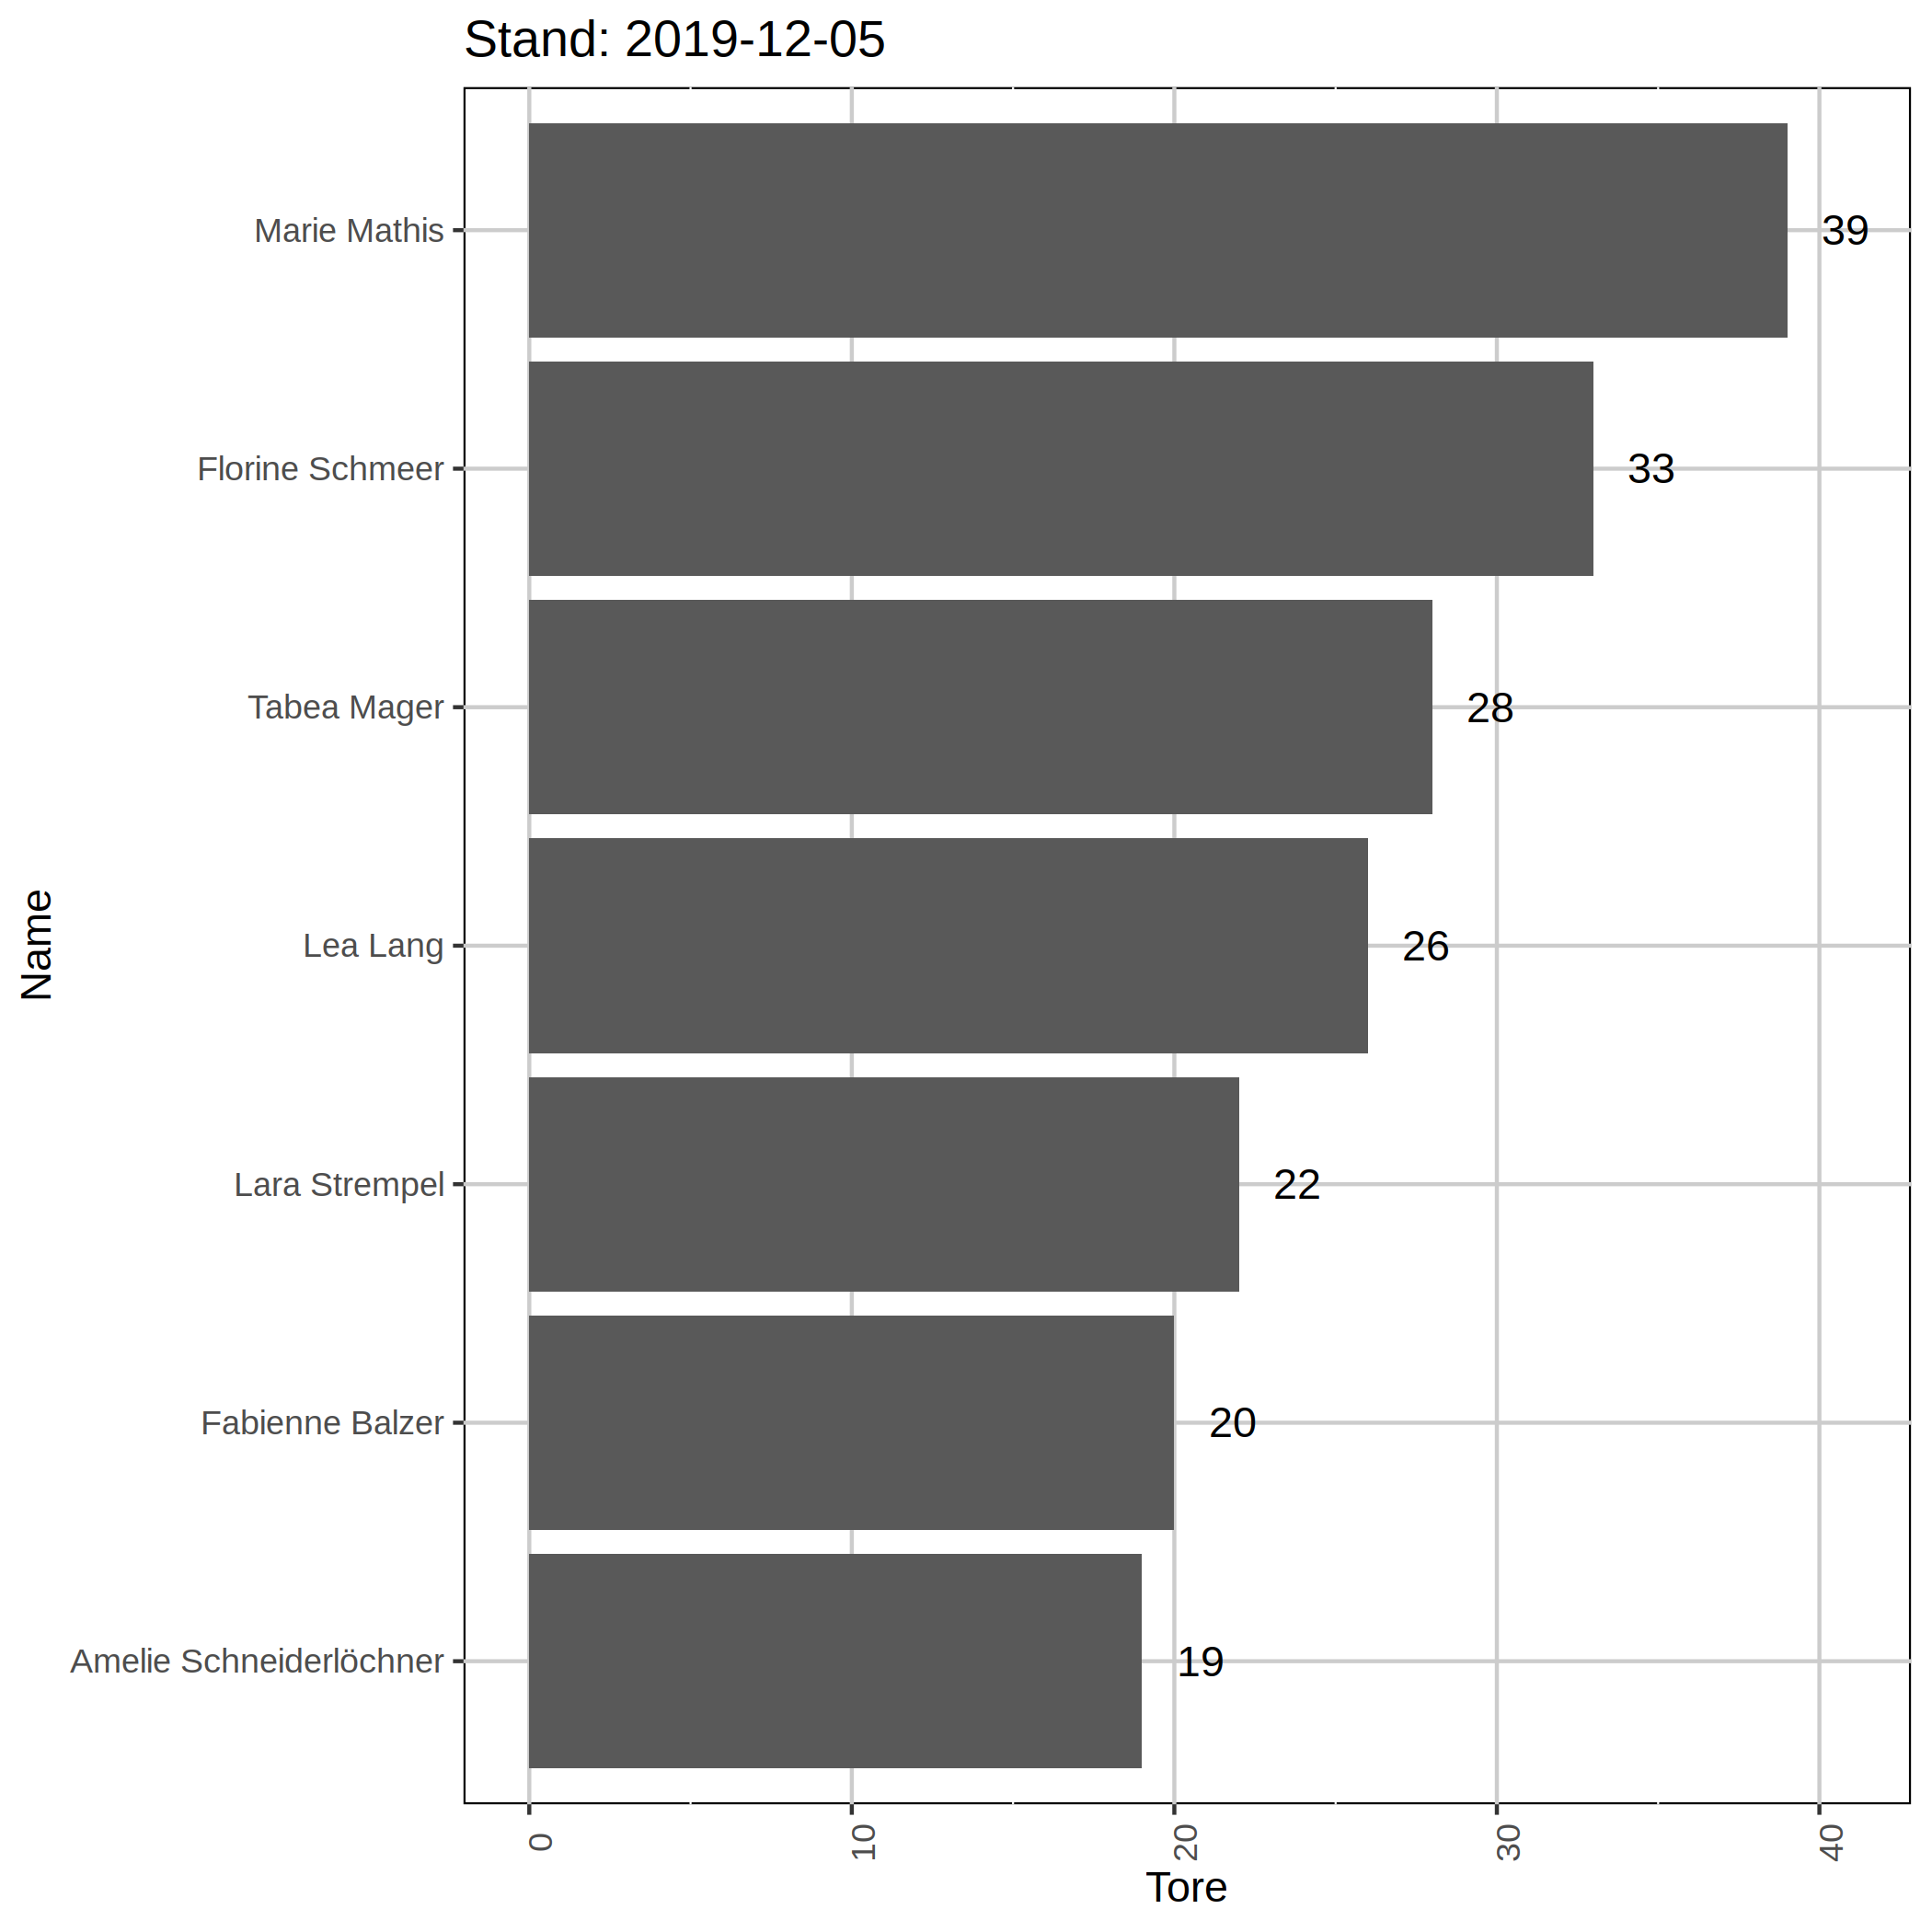 Stand: 2019-12-05
Marie Mathis 39
Florine Schmeer 33
Tabea Mager 28
Lea Lang 26
Lara Strempel 22
Fabienne Balzer 20
Amelie Schneiderlöchner 19
Name
0 10 20 30 40
Tore